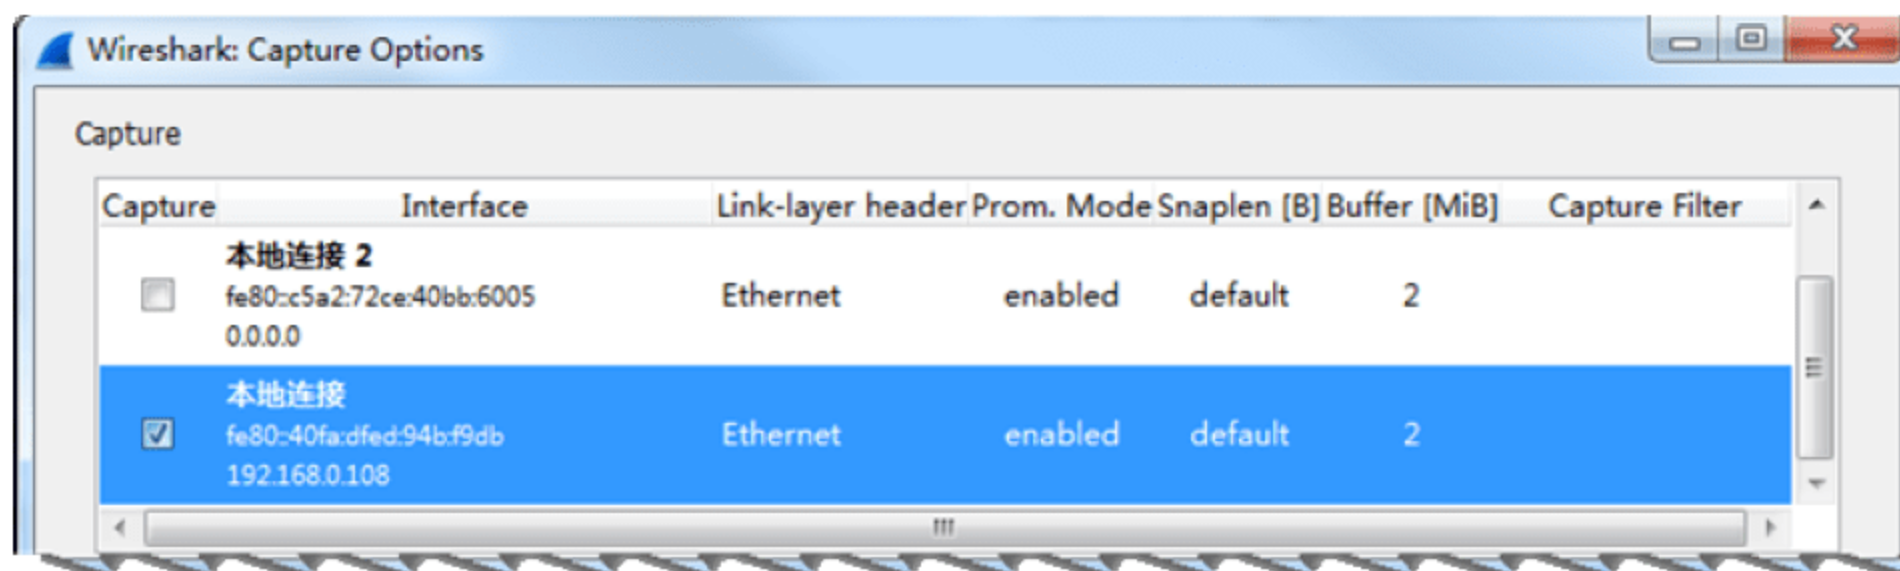 Wireshark: Capture Options
Capture
Capture Interface Link-layer header Prom. Mode Snaplen [B] Buffer [MiB] Capture Filter
本地连接 2
fe80::c5a2:72ce:40bb:6005 Ethernet enabled default 2
0.0.0.0
本地连接
fe80::40fa:dfed:94b:f9db Ethernet enabled default 2
192.168.0.108